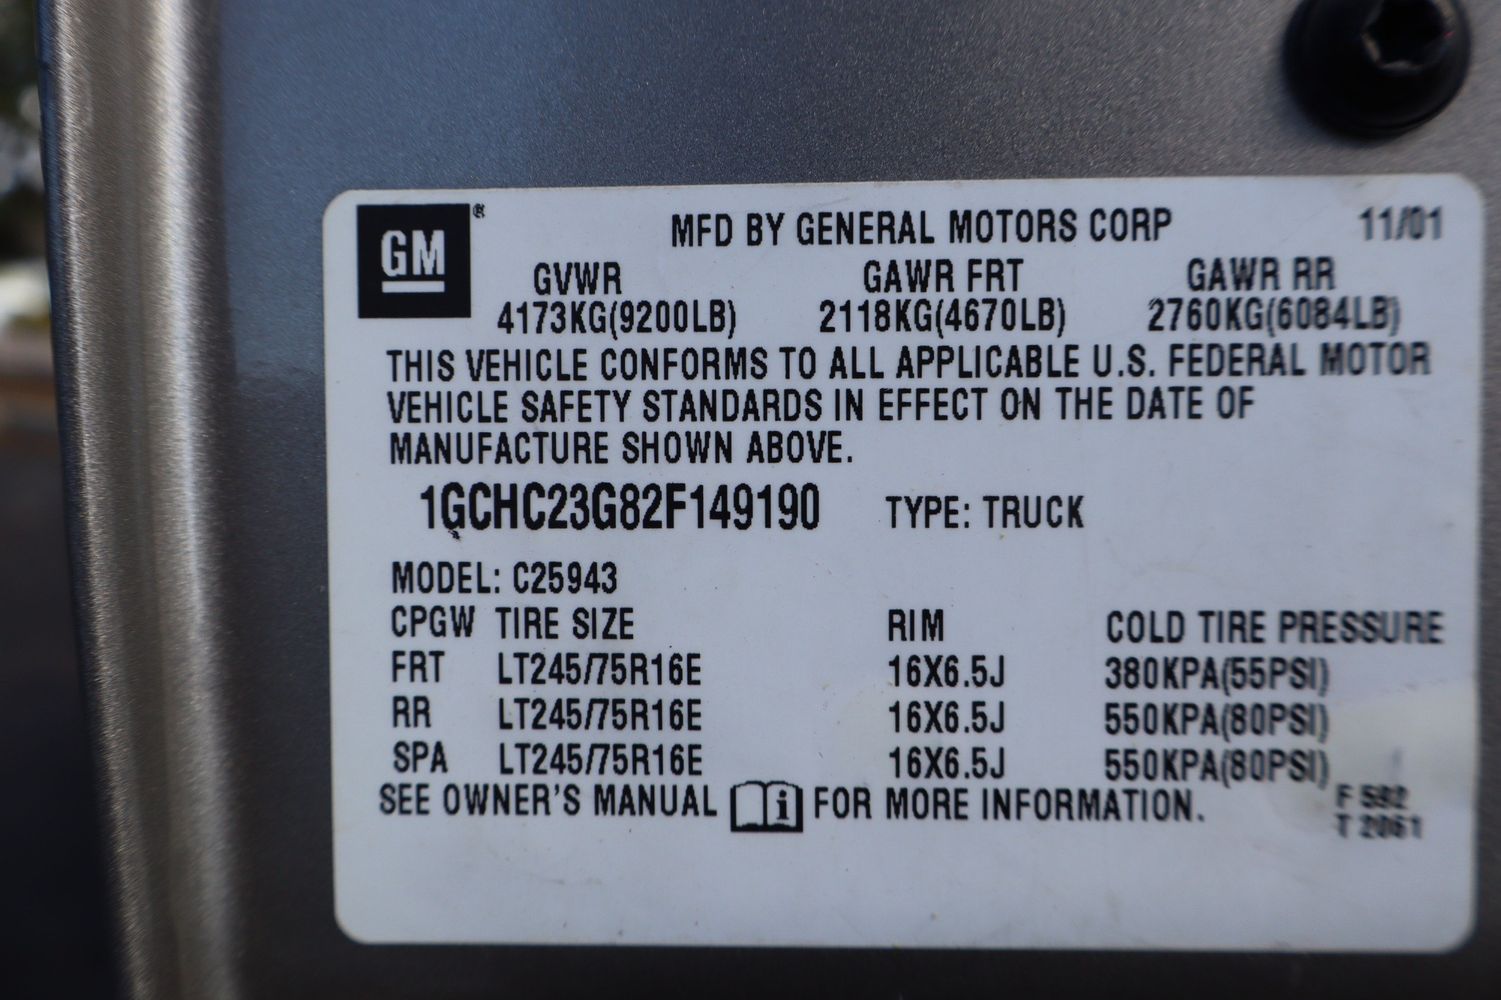 GM®
MFD BY GENERAL MOTORS CORP 11/01
GVWR GAWR FRT GAWR RR
4173KG(9200LB) 2118KG(4670LB) 2760KG(6084LB)
THIS VEHICLE CONFORMS TO ALL APPLICABLE U.S. FEDERAL MOTOR
VEHICLE SAFETY STANDARDS IN EFFECT ON THE DATE OF
MANUFACTURE SHOWN ABOVE.
1GCHC23G82F149190 TYPE: TRUCK
MODEL: C25943
CPGW TIRE SIZE RIM COLD TIRE PRESSURE
FRT LT245/75R16E 16X6.5J 380KPA(55PSI)
RR LT245/75R16E 16X6.5J 550KPA(80PSI)
SPA LT245/75R16E 16X6.5J 550KPA(80PSI)
SEE OWNER'S MANUAL i FOR MORE INFORMATION.
F 592
T 2061